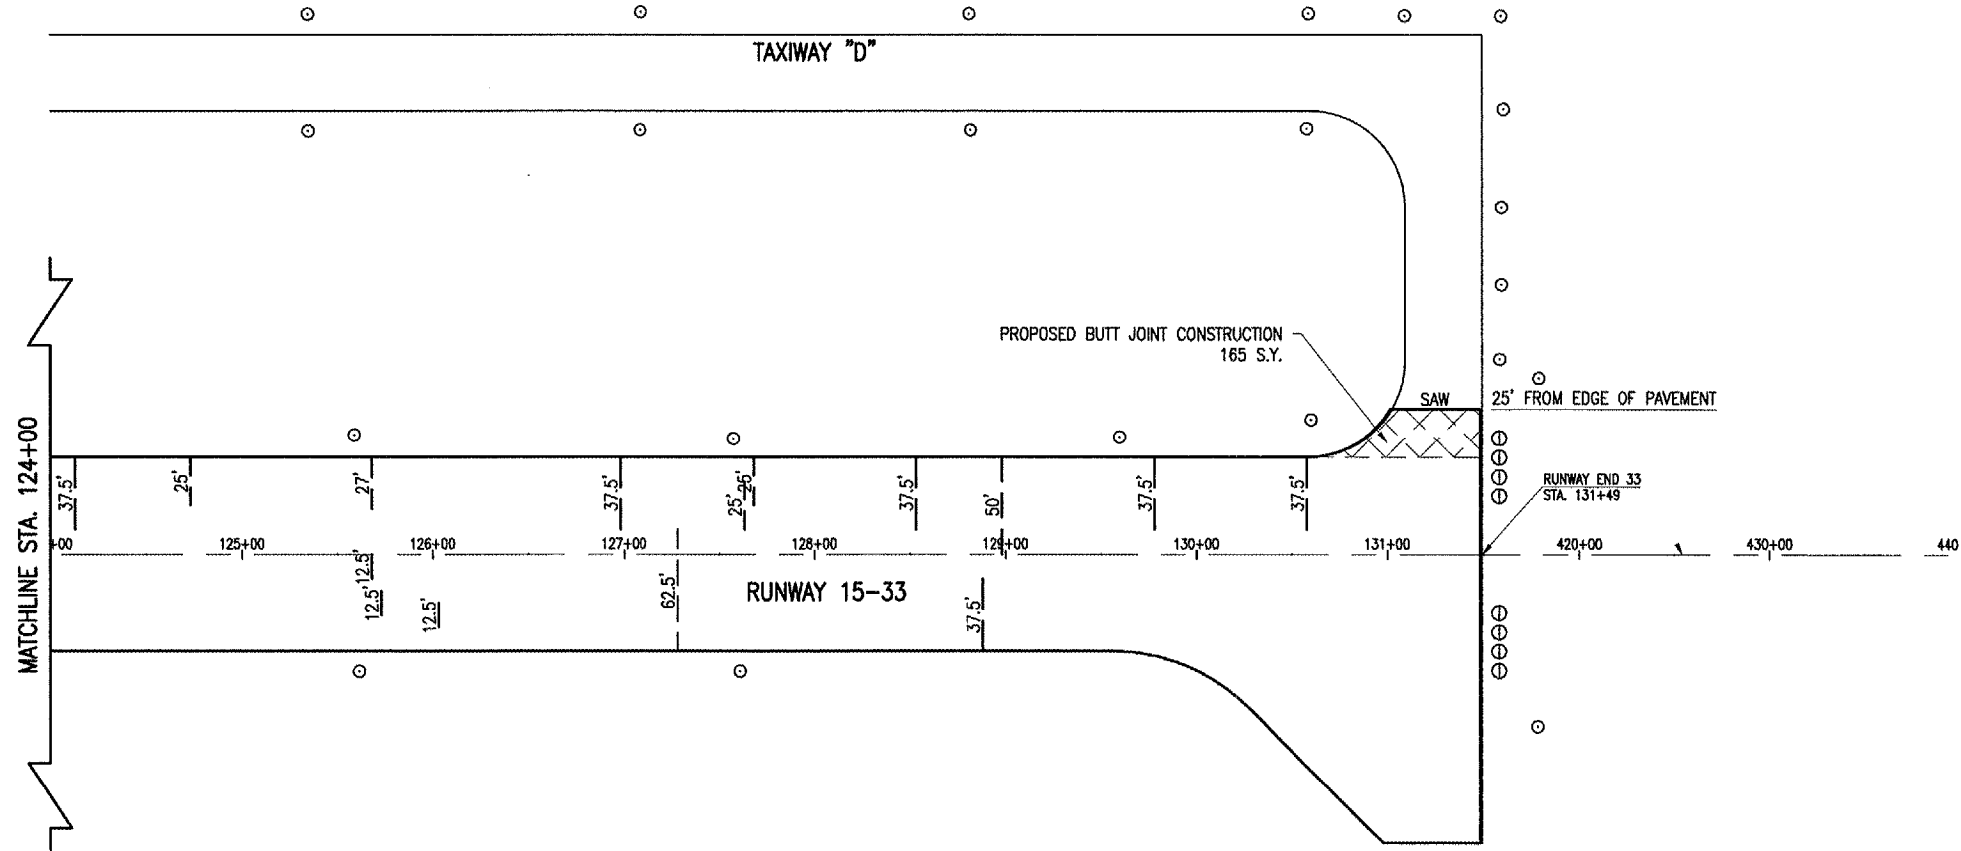 TAXIWAY "D"
PROPOSED BUTT JOINT CONSTRUCTION
165 S.Y.
SAW
25' FROM EDGE OF PAVEMENT
MATCHLINE STA. 124+00
37.5'
25'
27'
37.5'
25'
25'
37.5'
50'
37.5'
37.5'
RUNWAY END 33
STA. 131+49
+00
125+00
126+00
127+00
128+00
129+00
130+00
131+00
420+00
430+00
440
12.5'
12.5'
12.5'
62.5'
RUNWAY 15-33
37.5'